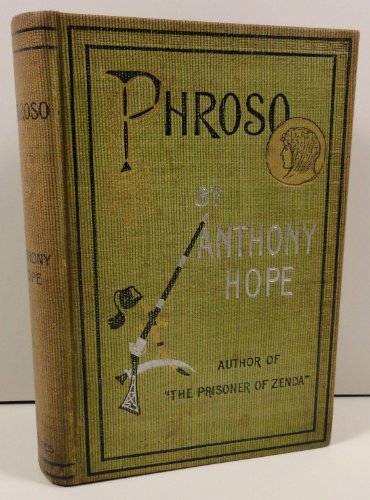 PHROSO
PHROSO
BY
ANTHONY
HOPE
ANTHONY
HOPE
AUTHOR OF
"THE PRISONER OF ZENDA"